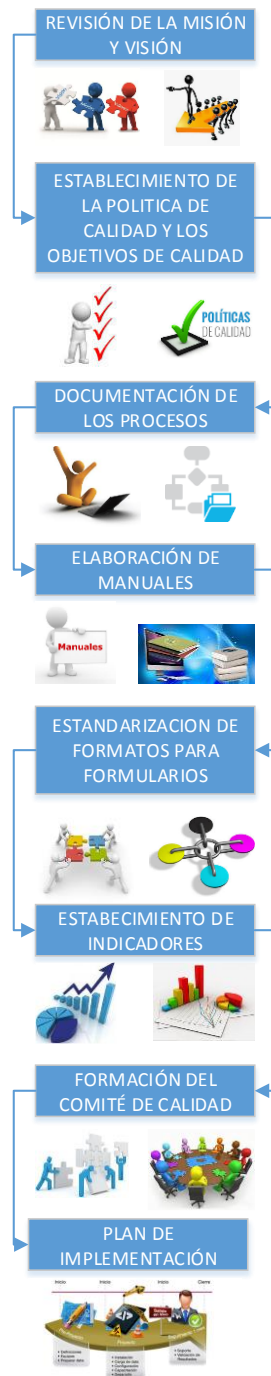 REVISIÓN DE LA MISIÓN
Y VISIÓN
ESTABLECIMIENTO DE
LA POLITICA DE
CALIDAD Y LOS
OBJETIVOS DE CALIDAD
POLÍTICAS
DE CALIDAD
DOCUMENTACIÓN DE
LOS PROCESOS
ELABORACIÓN DE
MANUALES
Manuales
ESTANDARIZACION DE
FORMATOS PARA
FORMULARIOS
ESTABECIMIENTO DE
INDICADORES
FORMACIÓN DEL
COMITÉ DE CALIDAD
PLAN DE
IMPLEMENTACIÓN
Inicio Inicio Inicio Cierre